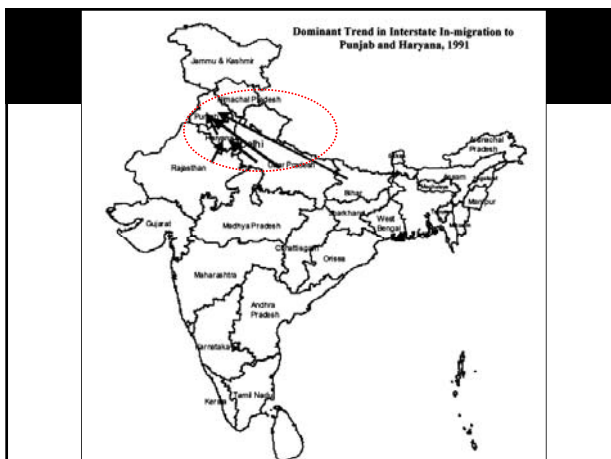 Dominant Trend in Interstate In-migration to
Punjab and Haryana, 1991
Jammu & Kashmir
Himachal Pradesh
Punjab
Haryana
Delhi
Arunachal
Pradesh
Rajasthan
Uttar Pradesh
Sikkim
Assam
Nagaland
Bihar
Meghalaya
Manipur
Jharkhand
West
Bengal
Gujarat
Madhya Pradesh
Chhattisgarh
Orissa
Maharashtra
Andhra
Pradesh
Karnataka
Kerala
Tamil Nadu